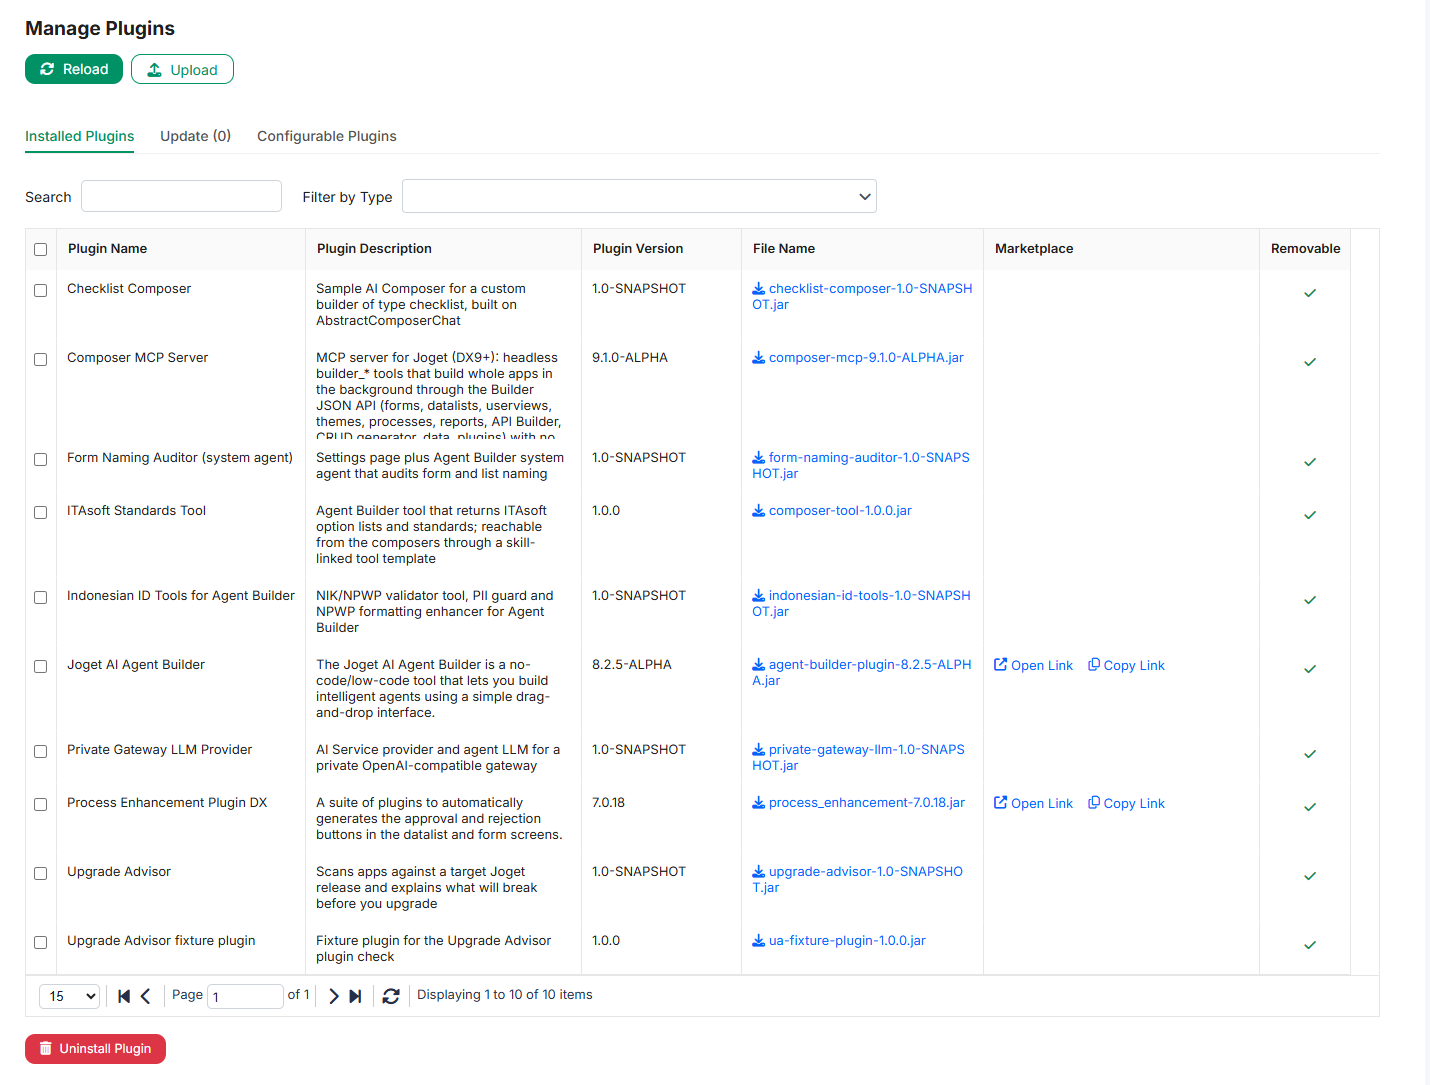 Manage Plugins
Reload
Upload
Installed Plugins
Update (0)
Configurable Plugins
Search
Filter by Type
Plugin Name
Plugin Description
Plugin Version
File Name
Marketplace
Removable
Checklist Composer
Sample AI Composer for a custom
builder of type checklist, built on
AbstractComposerChat
1.0-SNAPSHOT
checklist-composer-1.0-SNAPSH
OT.jar
Composer MCP Server
MCP server for Joget (DX9+): headless
builder_* tools that build whole apps in
the background through the Builder
JSON API (forms, datalists, userviews,
themes, processes, reports, API Builder,
CRUD generator, data, plugins) with no
9.1.0-ALPHA
composer-mcp-9.1.0-ALPHA.jar
Form Naming Auditor (system agent)
Settings page plus Agent Builder system
agent that audits form and list naming
1.0-SNAPSHOT
form-naming-auditor-1.0-SNAPS
HOT.jar
ITAsoft Standards Tool
Agent Builder tool that returns ITAsoft
option lists and standards; reachable
from the composers through a skill-
linked tool template
1.0.0
composer-tool-1.0.0.jar
Indonesian ID Tools for Agent Builder
NIK/NPWP validator tool, PII guard and
NPWP formatting enhancer for Agent
Builder
1.0-SNAPSHOT
indonesian-id-tools-1.0-SNAPSH
OT.jar
Joget AI Agent Builder
The Joget AI Agent Builder is a no-
code/low-code tool that lets you build
intelligent agents using a simple drag-
and-drop interface.
8.2.5-ALPHA
agent-builder-plugin-8.2.5-ALPH
A.jar
Open Link
Copy Link
Private Gateway LLM Provider
AI Service provider and agent LLM for a
private OpenAI-compatible gateway
1.0-SNAPSHOT
private-gateway-llm-1.0-SNAPS
HOT.jar
Process Enhancement Plugin DX
A suite of plugins to automatically
generates the approval and rejection
buttons in the datalist and form screens.
7.0.18
process_enhancement-7.0.18.jar
Open Link
Copy Link
Upgrade Advisor
Scans apps against a target Joget
release and explains what will break
before you upgrade
1.0-SNAPSHOT
upgrade-advisor-1.0-SNAPSHO
T.jar
Upgrade Advisor fixture plugin
Fixture plugin for the Upgrade Advisor
plugin check
1.0.0
ua-fixture-plugin-1.0.0.jar
15
Page 1 of 1
Displaying 1 to 10 of 10 items
Uninstall Plugin